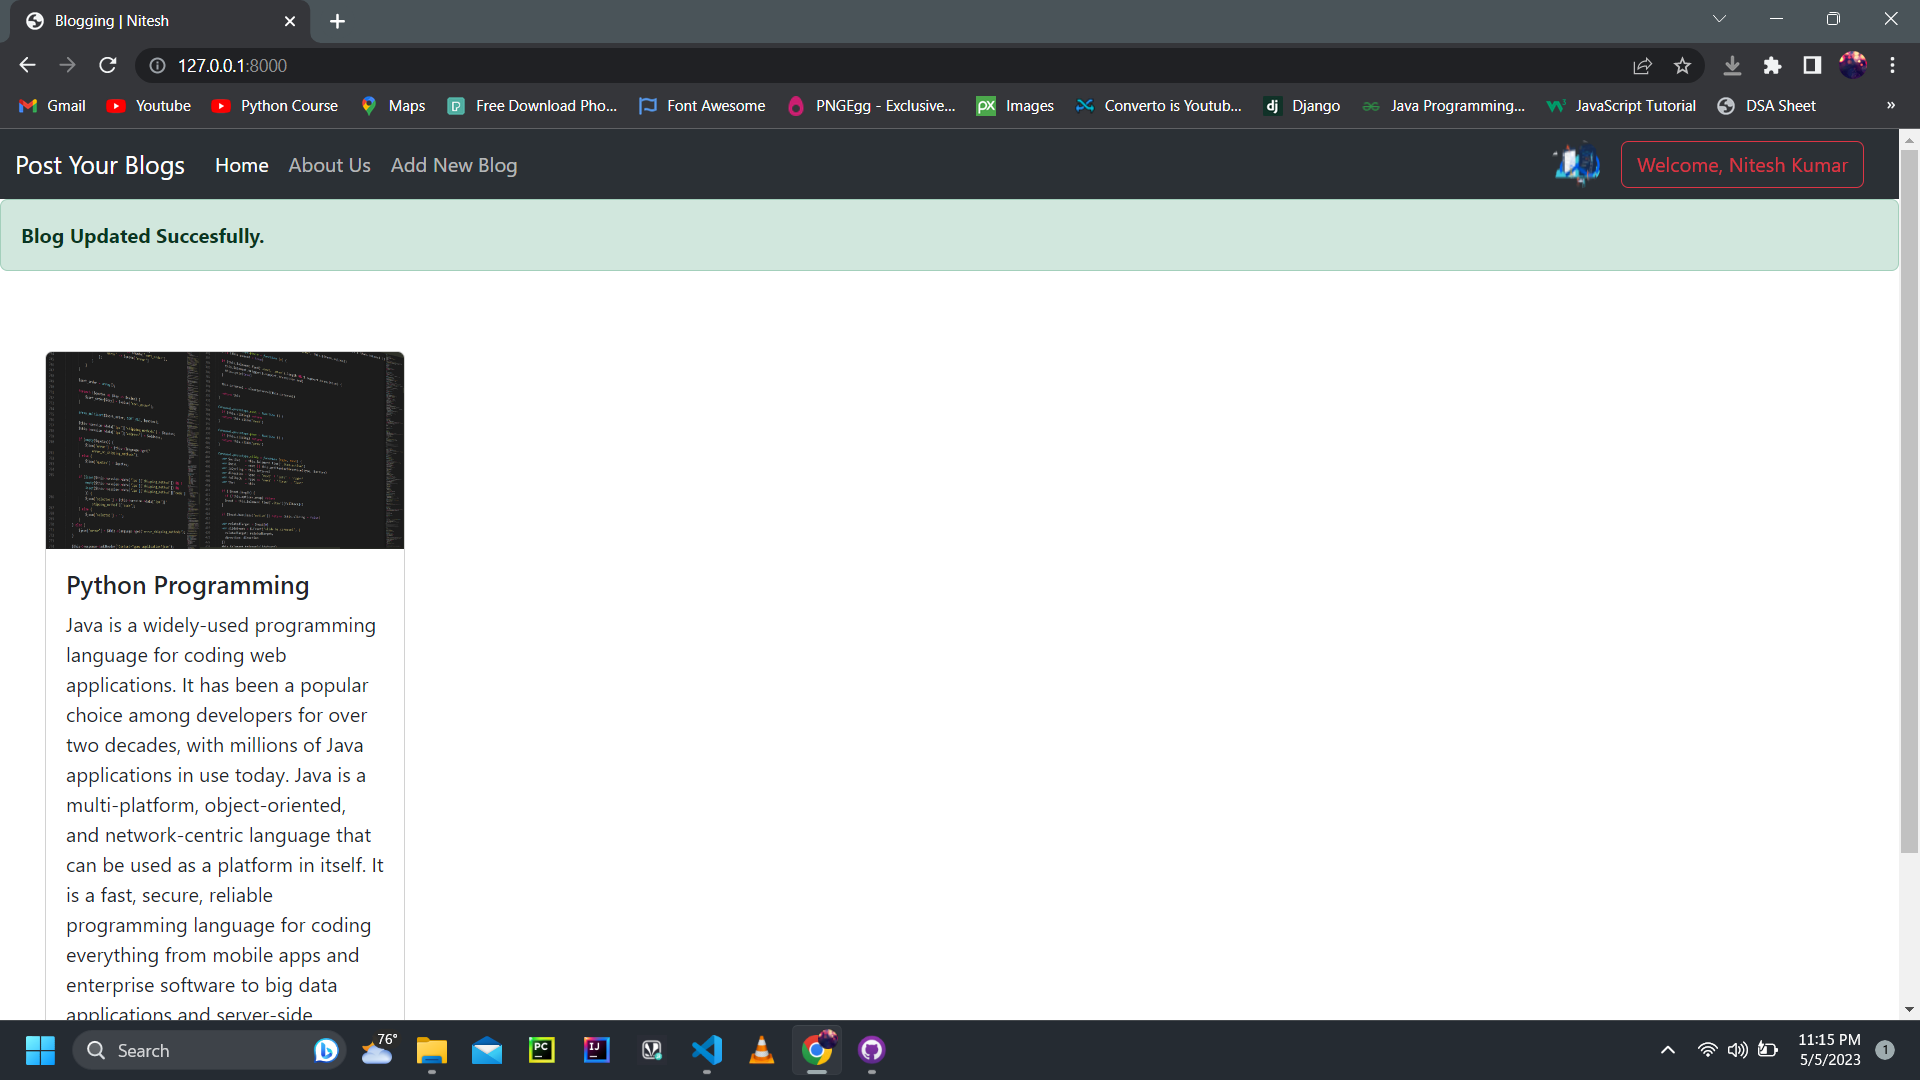 Blogging | Nitesh
127.0.0.1:8000
Gmail Youtube Python Course Maps Free Download Pho... Font Awesome PNGEgg - Exclusive... Images Converto is Youtub... Django Java Programming... JavaScript Tutorial DSA Sheet »
Post Your Blogs Home About Us Add New Blog Welcome, Nitesh Kumar
Blog Updated Succesfully.
Python Programming
Java is a widely-used programming
language for coding web
applications. It has been a popular
choice among developers for over
two decades, with millions of Java
applications in use today. Java is a
multi-platform, object-oriented,
and network-centric language that
can be used as a platform in itself. It
is a fast, secure, reliable
programming language for coding
everything from mobile apps and
enterprise software to big data
applications and server-side
Search 76° 11:15 PM
5/5/2023 1